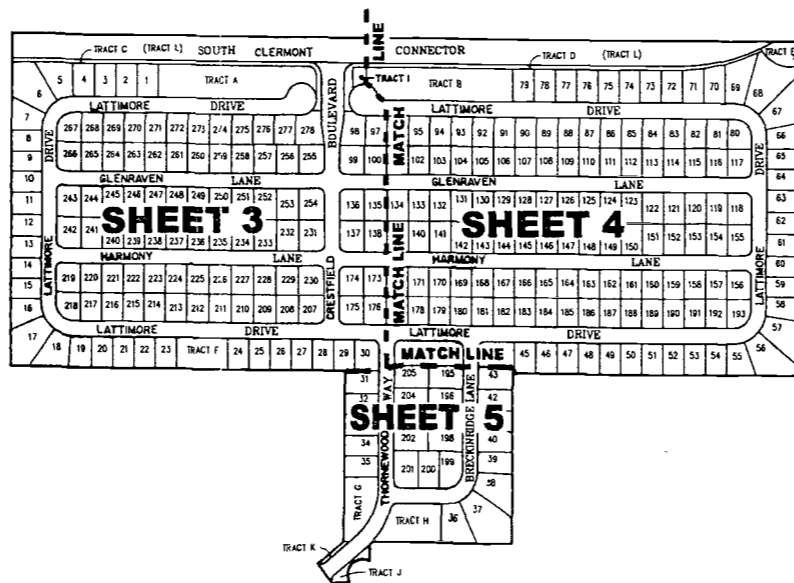 TRACT C (TRACT L) SOUTH CLERMONT CONNECTOR TRACT D (TRACT L) TRACT E
MATCH LINE
TRACT I
6 5 4 3 2 1 TRACT A
TRACT B 79 78 77 76 75 74 73 72 71 70 69 68
LATTIMORE DRIVE
BOULEVARD
LATTIMORE DRIVE
67
7
267 268 269 270 271 272 273 274 275 276 277 278
98 97 95 94 93 92 91 90 89 88 87 86 85 84 83 82 81 80
66
8
DRIVE
DRIVE
65
9
266 265 264 263 262 261 260 259 258 257 256 255
99 100 102 103 104 105 106 107 108 109 110 111 112 113 114 115 116 117
64
10
GLENRAVEN LANE
GLENRAVEN LANE
63
11
243 244 245 246 247 248 249 250 251 252 253 254
136 135 134 133 132 131 130 129 128 127 126 125 124 123 122 121 120 119 118
62
SHEET 3
SHEET 4
12
242 241 240 239 238 237 236 235 234 233 232 231
137 138 140 141 142 143 144 145 146 147 148 149 150 151 152 153 154 155
61
13
MATCH LINE
14
HARMONY LANE
HARMONY LANE
60
LATTIMORE
CRESTFIELD
LATTIMORE
15
219 220 221 222 223 224 225 226 227 228 229 230
174 173 171 170 169 168 167 166 165 164 163 162 161 160 159 158 157 156
59
16
218 217 216 215 214 213 212 211 210 209 208 207
175 176 178 179 180 181 182 183 184 185 186 187 188 189 190 191 192 193
58
57
17
LATTIMORE DRIVE
LATTIMORE DRIVE
18 19 20 21 22 23 TRACT F 24 25 26 27 28 29 30
MATCH LINE
45 46 47 48 49 50 51 52 53 54 55 56
31 205 195 43
32 204 196 42
SHEET 5
34 202 198 40
35 201 200 199 39
THORNEWOOD WAY
BRECKINRIDGE LANE
38
TRACT G
TRACT H 36 37
TRACT K
TRACT J